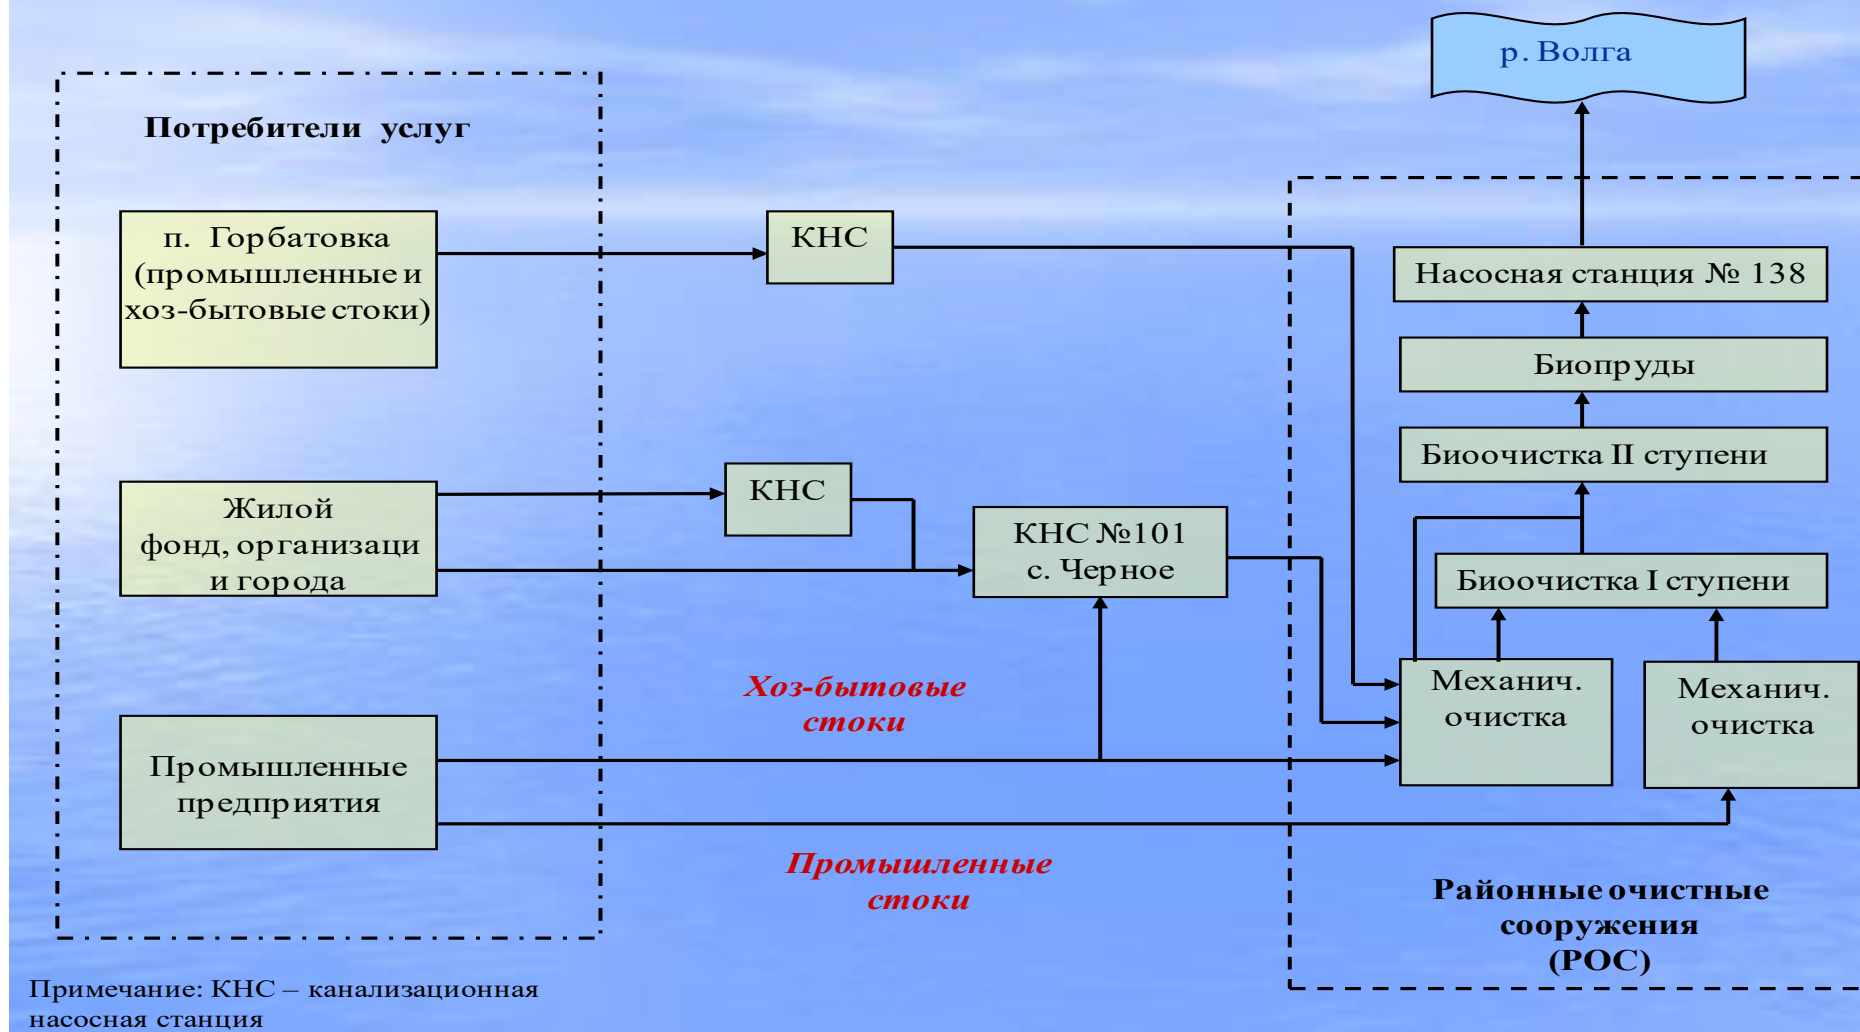 р. Волга
Потребители услуг
п. Горбатовка
(промышленные и
хоз-бытовые стоки)
КНС
Насосная станция № 138
Биопруды
Биоочистка II ступени
Жилой
фонд, организаци
и города
КНС
КНС №101
с. Черное
Биоочистка I ступени
Хоз-бытовые
стоки
Механич.
очистка
Механич.
очистка
Промышленные
предприятия
Промышленные
стоки
Районные очистные
сооружения
(РОС)
Примечание: КНС – канализационная
насосная станция